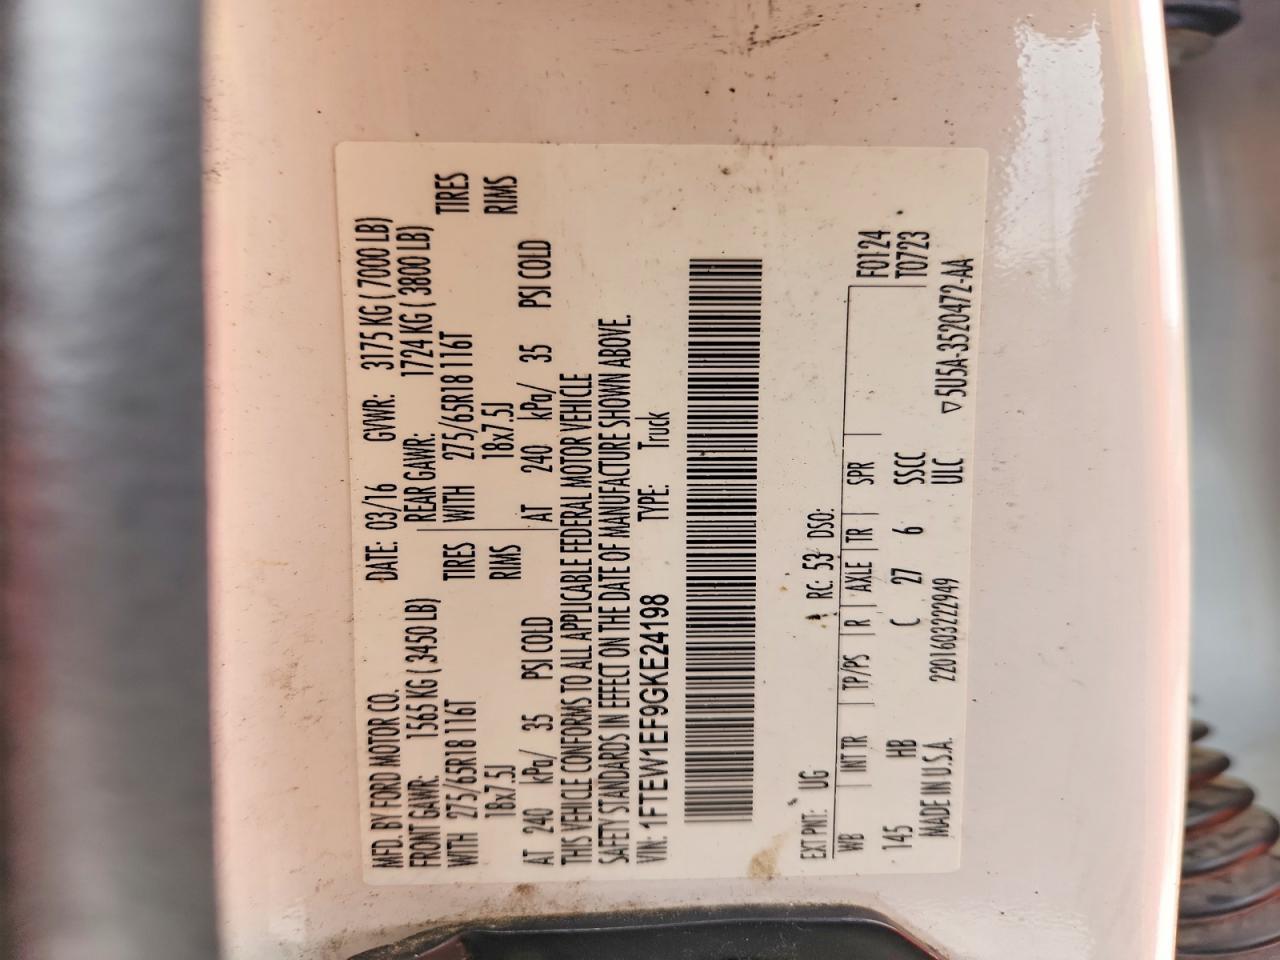 MFD. BY FORD MOTOR CO. DATE: 03/16 GVWR: 3175 KG ( 7000 LB)
FRONT GAWR: 1565 KG ( 3450 LB) REAR GAWR: 1724 KG ( 3800 LB)
WITH 275/65R18 116T TIRES WITH 275/65R18 116T TIRES
18x7.5J RIMS 18x7.5J RIMS
AT 240 kPa/ 35 PSI COLD AT 240 kPa/ 35 PSI COLD
THIS VEHICLE CONFORMS TO ALL APPLICABLE FEDERAL MOTOR VEHICLE
SAFETY STANDARDS IN EFFECT ON THE DATE OF MANUFACTURE SHOWN ABOVE.
VIN: 1FTEW1EF9GKE24198 TYPE: Truck
EXT PNT: UG RC: 53 DSO: F0124
WB INT TR TP/PS R AXLE TR SPR T0723
145 HB C 27 6 SSCC
MADE IN U.S.A. 2201603222949 ULC ▽5U5A-3520472-AA